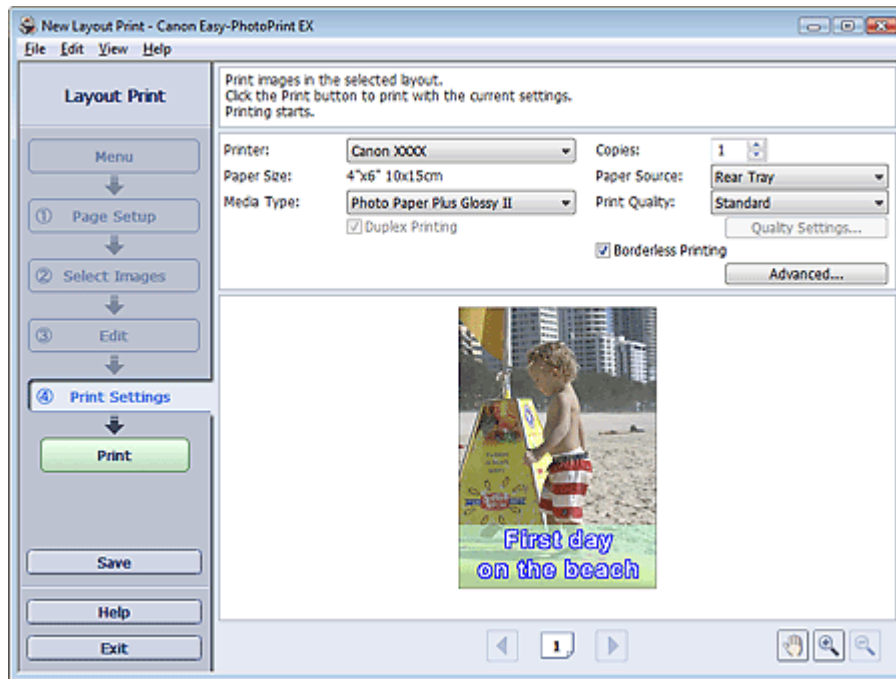 New Layout Print - Canon Easy-PhotoPrint EX
File Edit View Help
Layout Print
Print images in the selected layout.
Click the Print button to print with the current settings.
Printing starts.
Menu
① Page Setup
② Select Images
③ Edit
④ Print Settings
Print
Save
Help
Exit
Printer: Canon XXXX Copies: 1
Paper Size: 4"x6" 10x15cm Paper Source: Rear Tray
Media Type: Photo Paper Plus Glossy II Print Quality: Standard
Duplex Printing Quality Settings...
Borderless Printing
Advanced...
First day
on the beach
1